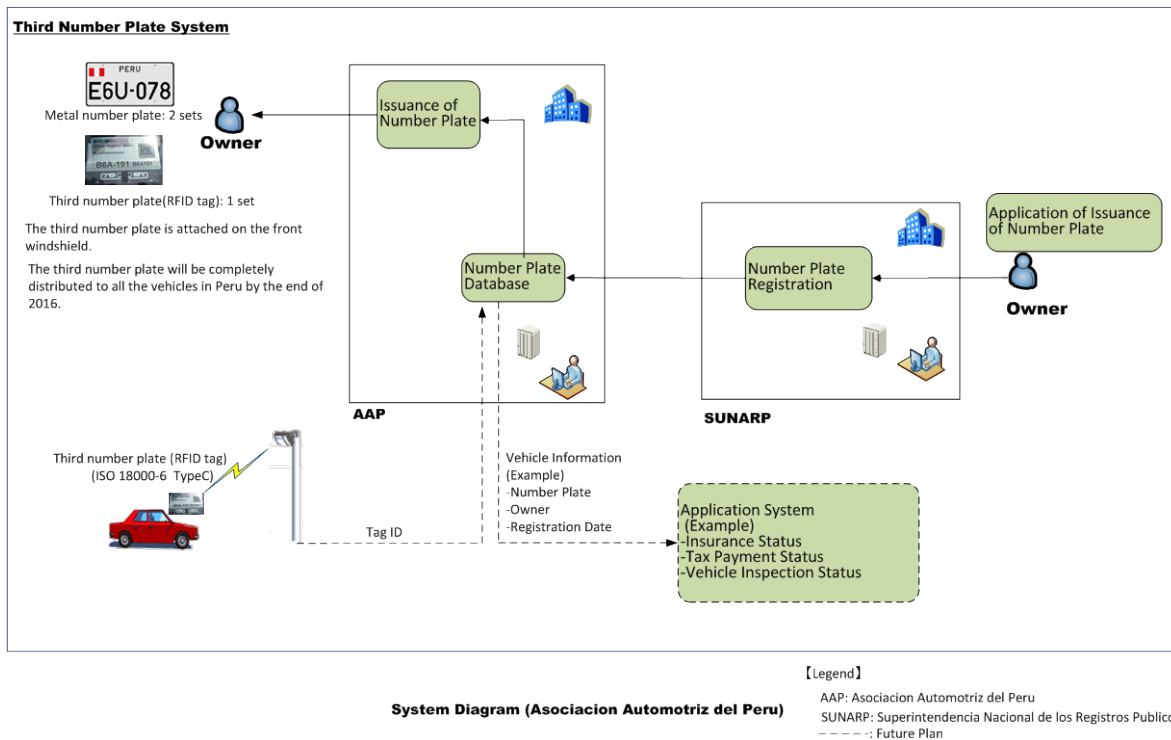 Third Number Plate System
PERU
E6U·078
Metal number plate: 2 sets
Owner
B6A-191 B6A191
Third number plate(RFID tag): 1 set
The third number plate is attached on the front
windshield.
The third number plate will be completely
distributed to all the vehicles in Peru by the end of
2016.
Issuance of
Number Plate
Number Plate
Database
AAP
Number Plate
Registration
SUNARP
Application of Issuance
of Number Plate
Owner
Third number plate (RFID tag)
(ISO 18000-6 TypeC)
Tag ID
Vehicle Information
(Example)
-Number Plate
-Owner
-Registration Date
Application System
(Example)
-Insurance Status
-Tax Payment Status
-Vehicle Inspection Status
System Diagram (Asociacion Automotriz del Peru)
【Legend】
AAP: Asociacion Automotriz del Peru
SUNARP: Superintendencia Nacional de los Registros Publico
-----: Future Plan